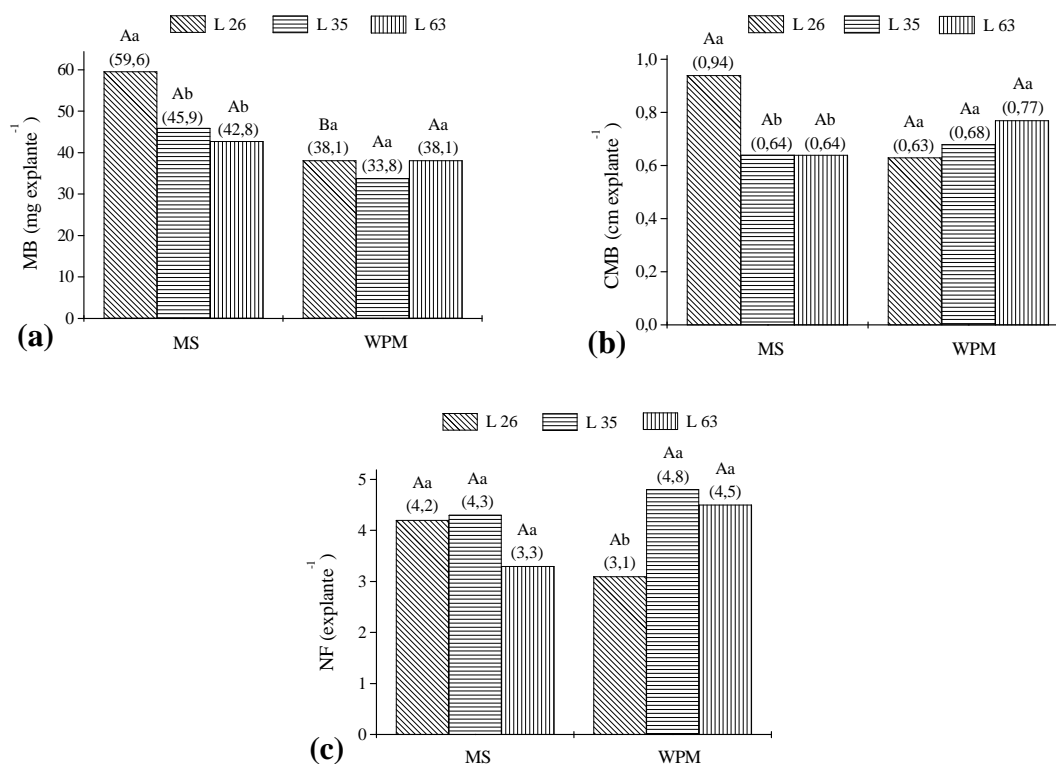 L 26 L 35 L 63
Aa
(59,6)
Ab
(45,9)
Ab
(42,8)
Ba
(38,1)
Aa
(33,8)
Aa
(38,1)
60
50
40
30
20
10
0
MB (mg explante -1)
MS WPM
(a)
L 26 L 35 L 63
Aa
(0,94)
Ab
(0,64)
Ab
(0,64)
Aa
(0,63)
Aa
(0,68)
Aa
(0,77)
1,0
0,8
0,6
0,4
0,2
0,0
CMB (cm explante -1)
MS WPM
(b)
L 26 L 35 L 63
Aa
(4,2)
Aa
(4,3)
Aa
(3,3)
Ab
(3,1)
Aa
(4,8)
Aa
(4,5)
5
4
3
2
1
0
NF (explante -1)
MS WPM
(c)